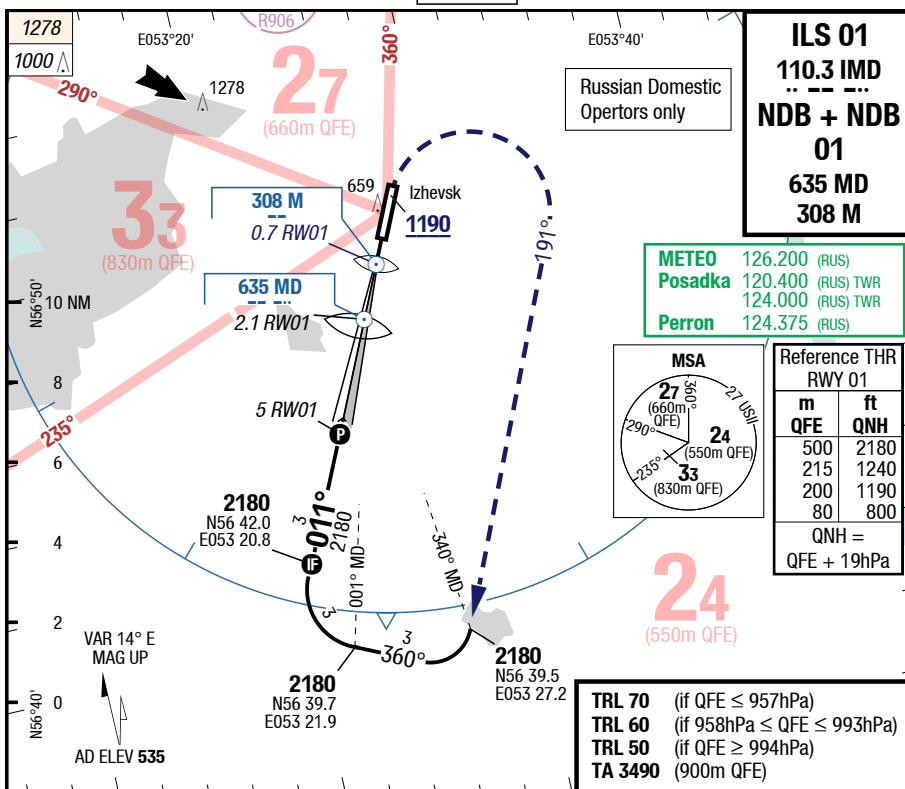 1278
1000
R906
E053°20'
360°
E053°40'
ILS 01
110.3 IMD
NDB + NDB
01
635 MD
308 M
Russian Domestic
Opertors only
290°
1278
27
(660m QFE)
33
(830m QFE)
659
Izhevsk
1190
308 M
0.7 RW01
635 MD
2.1 RW01
191°
METEO 126.200 (RUS)
Posadka 120.400 (RUS) TWR
124.000 (RUS) TWR
Perron 124.375 (RUS)
N56°50'
10 NM
8
6
4
2
0
N56°40'
235°
5 RW01
P
MSA
360°
27 USII
27
(660m
QFE)
290°
24
(550m QFE)
235°
33
(830m QFE)
Reference THR
RWY 01
m ft
QFE QNH
500 2180
215 1240
200 1190
80 800
QNH =
QFE + 19hPa
2180
N56 42.0
E053 20.8
IF
3
011°
2180
001° MD
340° MD
3
3
360°
2180
N56 39.7
E053 21.9
2180
N56 39.5
E053 27.2
24
(550m QFE)
VAR 14° E
MAG UP
AD ELEV 535
TRL 70 (if QFE ≤ 957hPa)
TRL 60 (if 958hPa ≤ QFE ≤ 993hPa)
TRL 50 (if QFE ≥ 994hPa)
TA 3490 (900m QFE)